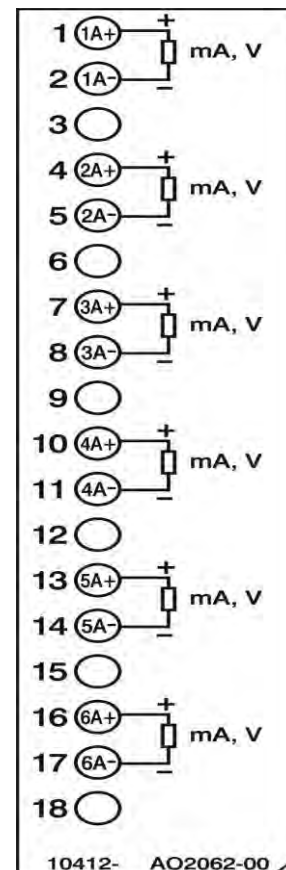 +
1 1A+ mA, V
2 1A-
−
3
+
4 2A+ mA, V
5 2A-
−
6
+
7 3A+ mA, V
8 3A-
−
9
+
10 4A+ mA, V
11 4A-
−
12
+
13 5A+ mA, V
14 5A-
−
15
+
16 6A+ mA, V
17 6A-
−
18
10412- AO2062-00